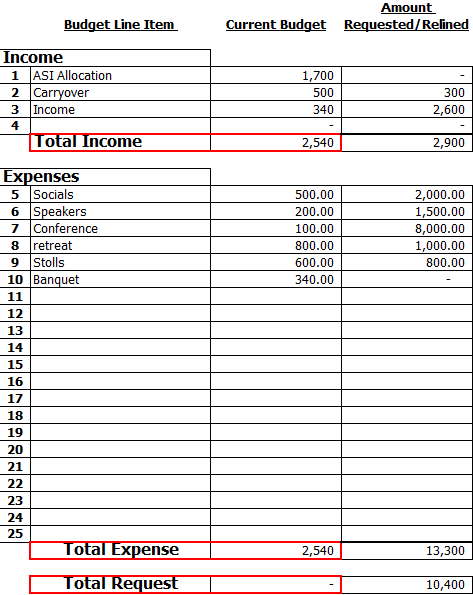 Amount
Budget Line Item Current Budget Requested/Relined
Income
1 ASI Allocation 1,700 -
2 Carryover 500 300
3 Income 340 2,600
4 - -
Total Income 2,540 2,900
Expenses
5 Socials 500.00 2,000.00
6 Speakers 200.00 1,500.00
7 Conference 100.00 8,000.00
8 retreat 800.00 1,000.00
9 Stolls 600.00 800.00
10 Banquet 340.00 -
11
12
13
14
15
16
17
18
19
20
21
22
23
24
25
Total Expense 2,540 13,300
Total Request - 10,400